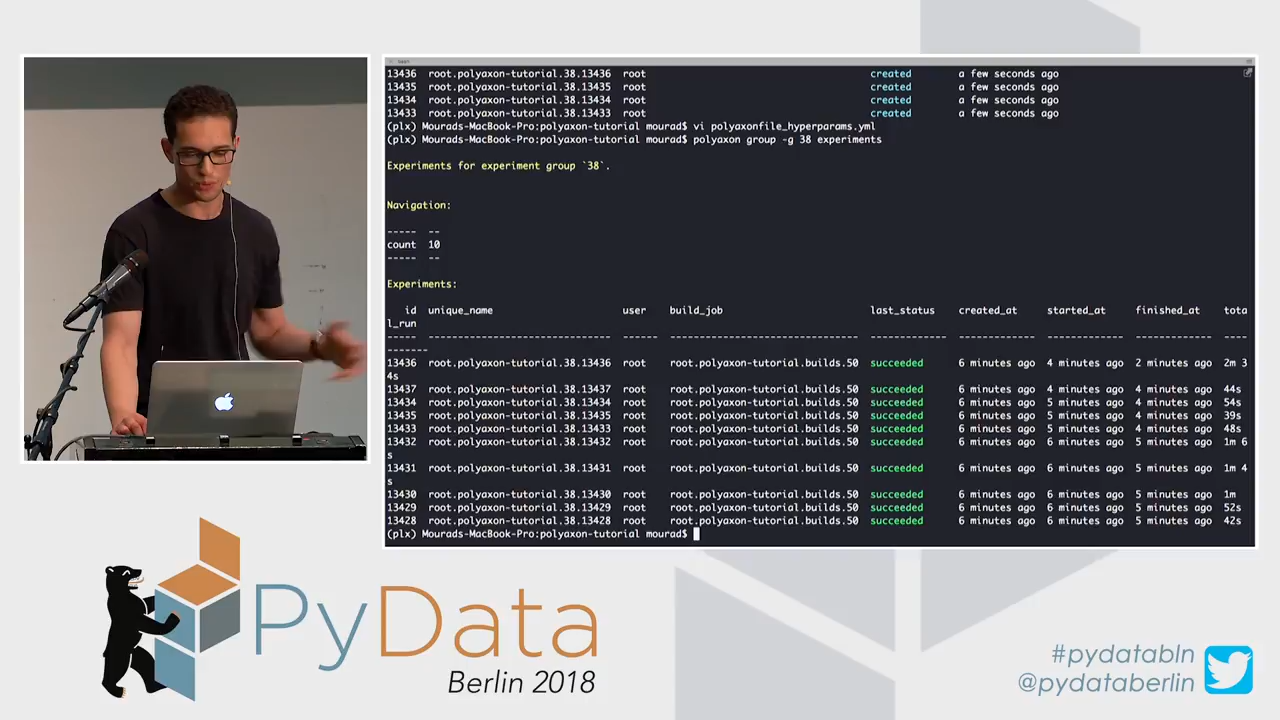 bash
13436 root.polyaxon-tutorial.38.13436 root created a few seconds ago
13435 root.polyaxon-tutorial.38.13435 root created a few seconds ago
13434 root.polyaxon-tutorial.38.13434 root created a few seconds ago
13433 root.polyaxon-tutorial.38.13433 root created a few seconds ago
(plx) Mourads-MacBook-Pro:polyaxon-tutorial mourad$ vi polyaxonfile_hyperparams.yml
(plx) Mourads-MacBook-Pro:polyaxon-tutorial mourad$ polyaxon group -g 38 experiments
Experiments for experiment group `38`.
Navigation:
----- --
count 10
----- --
Experiments:
id unique_name user build_job last_status created_at started_at finished_at tota
l_run
13436 root.polyaxon-tutorial.38.13436 root root.polyaxon-tutorial.builds.50 succeeded 6 minutes ago 4 minutes ago 2 minutes ago 2m 3
4s
13437 root.polyaxon-tutorial.38.13437 root root.polyaxon-tutorial.builds.50 succeeded 6 minutes ago 4 minutes ago 4 minutes ago 44s
13434 root.polyaxon-tutorial.38.13434 root root.polyaxon-tutorial.builds.50 succeeded 6 minutes ago 5 minutes ago 4 minutes ago 54s
13435 root.polyaxon-tutorial.38.13435 root root.polyaxon-tutorial.builds.50 succeeded 6 minutes ago 5 minutes ago 4 minutes ago 39s
13433 root.polyaxon-tutorial.38.13433 root root.polyaxon-tutorial.builds.50 succeeded 6 minutes ago 5 minutes ago 4 minutes ago 48s
13432 root.polyaxon-tutorial.38.13432 root root.polyaxon-tutorial.builds.50 succeeded 6 minutes ago 6 minutes ago 5 minutes ago 1m 6
s
13431 root.polyaxon-tutorial.38.13431 root root.polyaxon-tutorial.builds.50 succeeded 6 minutes ago 6 minutes ago 5 minutes ago 1m 4
s
13430 root.polyaxon-tutorial.38.13430 root root.polyaxon-tutorial.builds.50 succeeded 6 minutes ago 6 minutes ago 5 minutes ago 1m
13429 root.polyaxon-tutorial.38.13429 root root.polyaxon-tutorial.builds.50 succeeded 6 minutes ago 6 minutes ago 5 minutes ago 52s
13428 root.polyaxon-tutorial.38.13428 root root.polyaxon-tutorial.builds.50 succeeded 6 minutes ago 6 minutes ago 5 minutes ago 42s
(plx) Mourads-MacBook-Pro:polyaxon-tutorial mourad$
PyData
Berlin 2018
#pydatabln
@pydataberlin